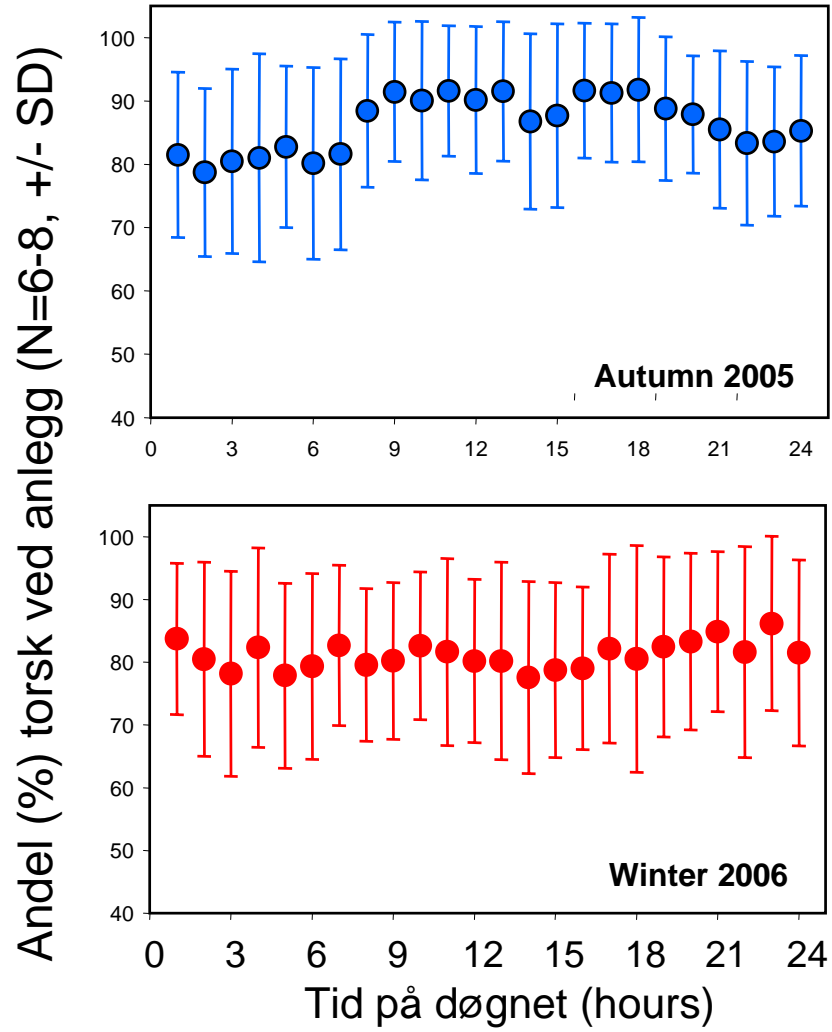 Andel (%) torsk ved anlegg (N=6-8, +/- SD)
100
90
80
70
60
50
40
Autumn 2005
0 3 6 9 12 15 18 21 24
100
90
80
70
60
50
40
Winter 2006
0 3 6 9 12 15 18 21 24
Tid på døgnet (hours)